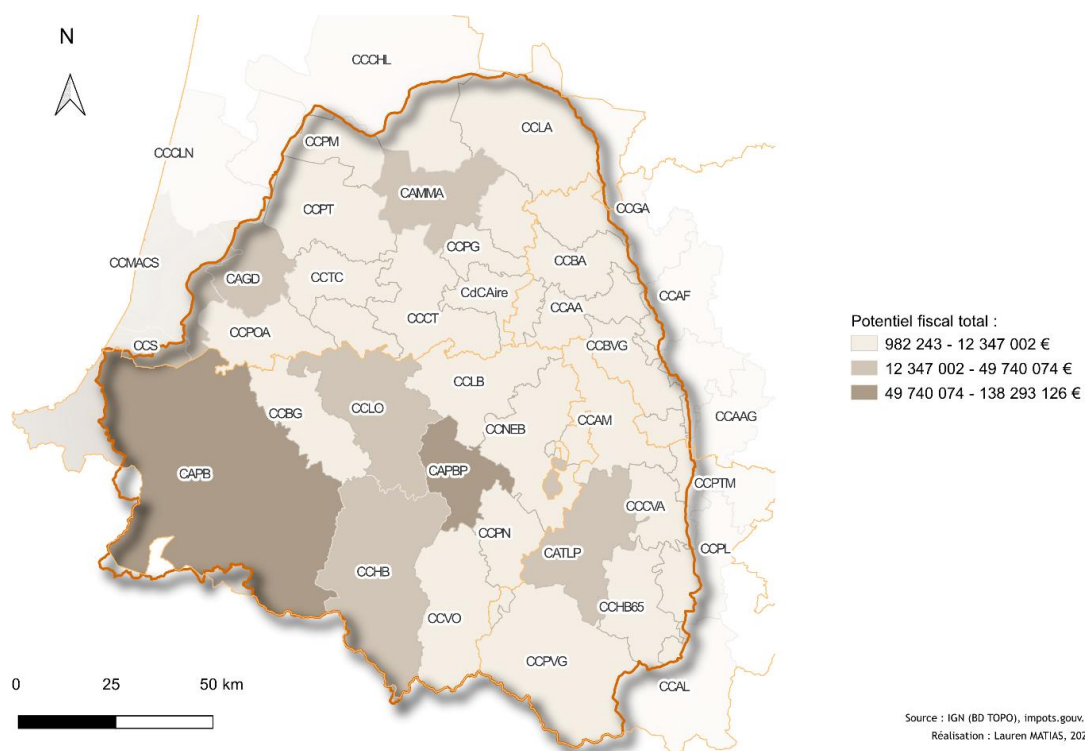 N
CCCHL
CCLA
CCPM
CCCLN
CAMMA
CCGA
CCPT
CCPG
CCMACS
CCBA
CAGD
CCTC
CdCAire
CCAF
CCAA
CCCT
CCPOA
CCS
CCBVG
CCLB
CCLO
CCBG
CCAAG
CCNEB
CCAM
CAPB
CAPBP
CCPTM
CCCVA
CCPN
CATLP
CCPL
CCHB
CCHB65
CCVO
CCPVG
CCAL
Potentiel fiscal total :
982 243 - 12 347 002 €
12 347 002 - 49 740 074 €
49 740 074 - 138 293 126 €
0 25 50 km
Source : IGN (BD TOPO), impots.gouv.
Réalisation : Lauren MATIAS, 202